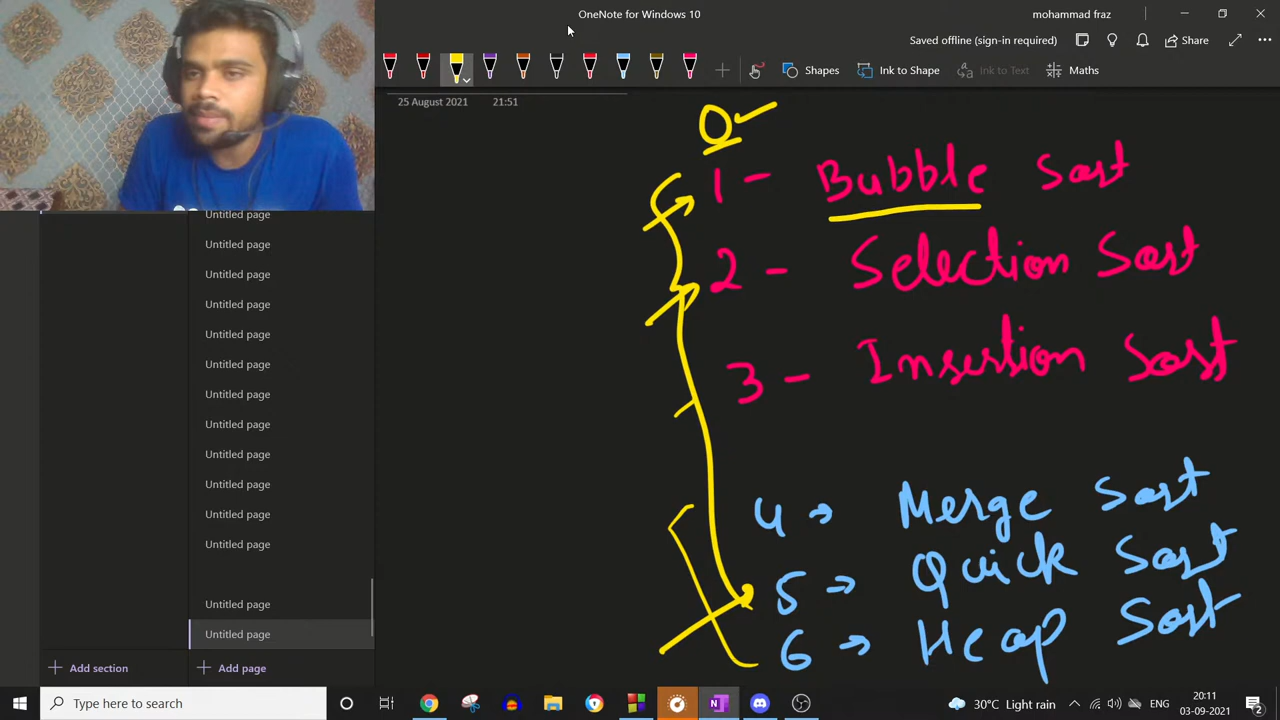 OneNote for Windows 10
mohammad fraz
Saved offline (sign-in required)
Share
Shapes
Ink to Shape
Ink to Text
Maths
25 August 2021 21:51
1 - Bubble Sort
2 - Selection Sort
3 - Insertion Sort
4 → Merge Sort
5 → Quick Sort
6 → Heap Sort
Untitled page
Untitled page
Untitled page
Untitled page
Untitled page
Untitled page
Untitled page
Untitled page
Untitled page
Untitled page
Untitled page
Untitled page
Untitled page
Untitled page
Add section
Add page
Type here to search
30°C Light rain
ENG
20:11
03-09-2021
2